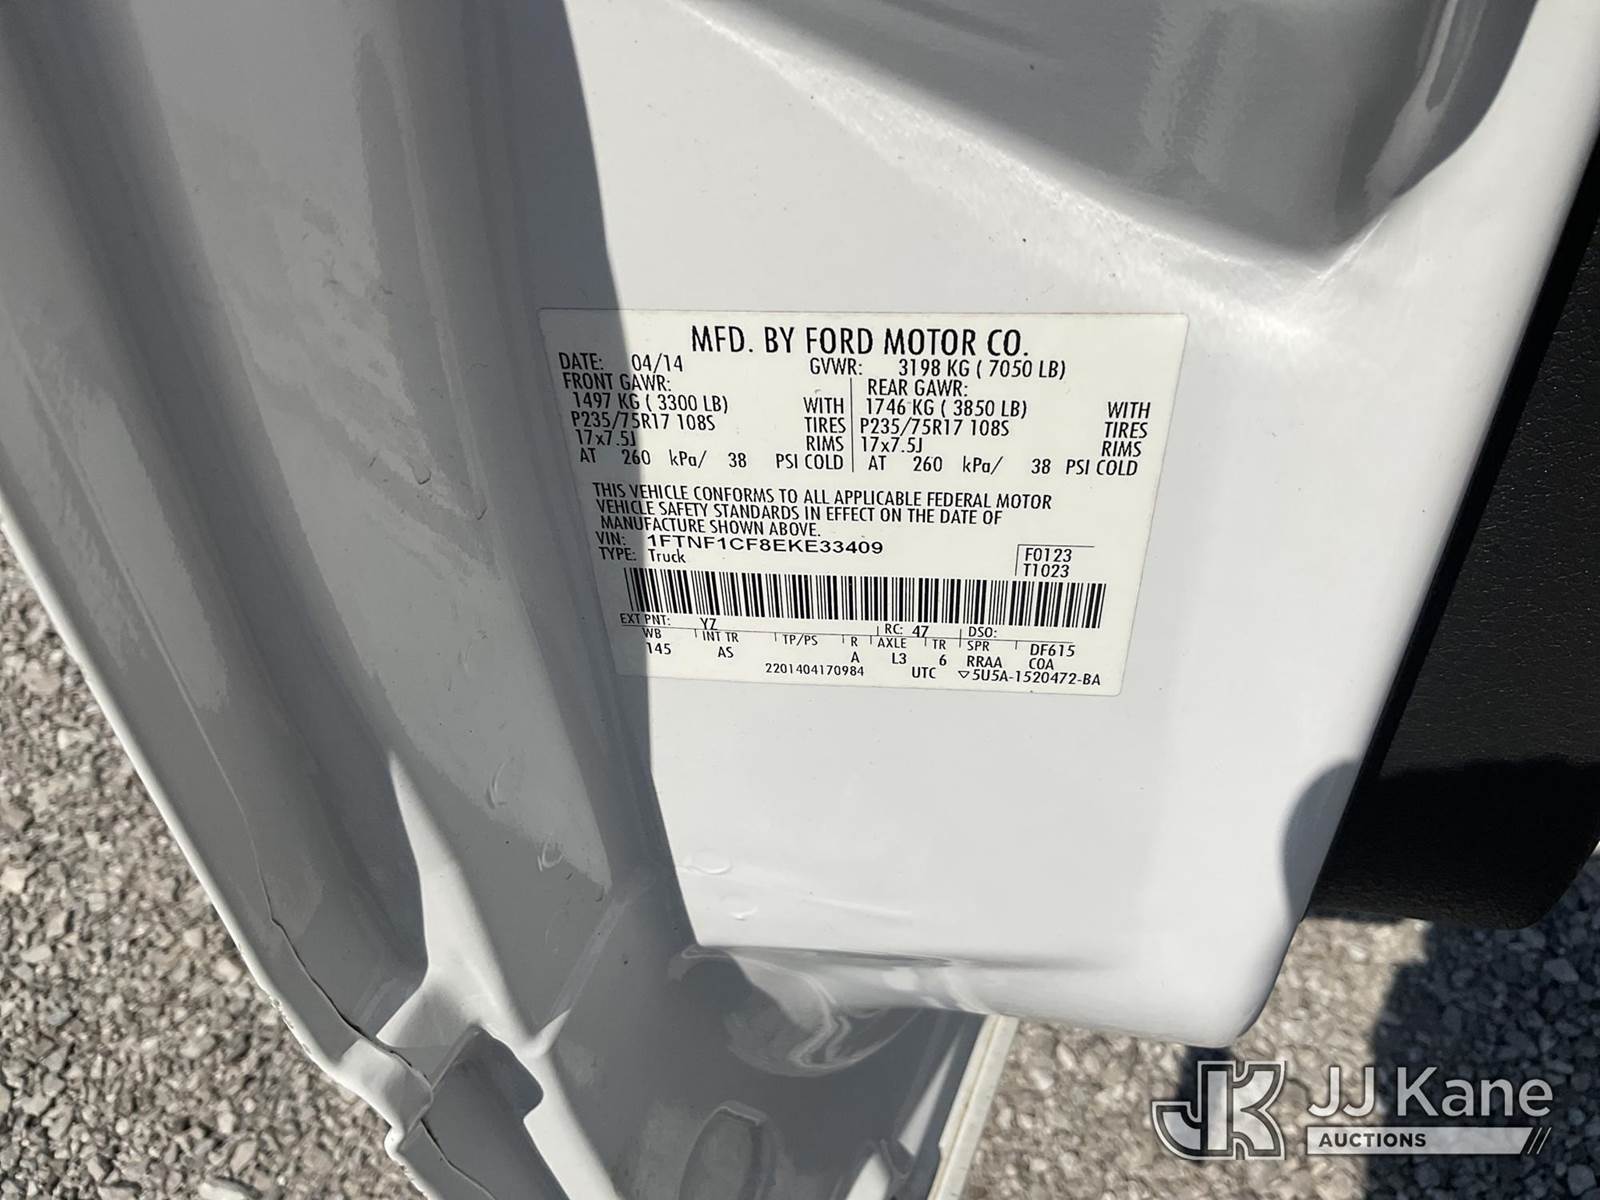 MFD. BY FORD MOTOR CO.
DATE: 04/14 GVWR: 3198 KG ( 7050 LB)
FRONT GAWR: REAR GAWR:
1497 KG ( 3300 LB) WITH 1746 KG ( 3850 LB) WITH
P235/75R17 108S TIRES P235/75R17 108S TIRES
17x7.5J RIMS 17x7.5J RIMS
AT 260 kPa/ 38 PSI COLD AT 260 kPa/ 38 PSI COLD
THIS VEHICLE CONFORMS TO ALL APPLICABLE FEDERAL MOTOR
VEHICLE SAFETY STANDARDS IN EFFECT ON THE DATE OF
MANUFACTURE SHOWN ABOVE.
VIN: 1FTNF1CF8EKE33409 F0123
TYPE: Truck T1023
EXT PNT: YZ RC: 47 DSO:
WB INT TR TP/PS R AXLE TR SPR DF615
145 AS A L3 6 RRAA COA
2201404170984 UTC ▽5U5A-1520472-BA
JJ Kane
AUCTIONS